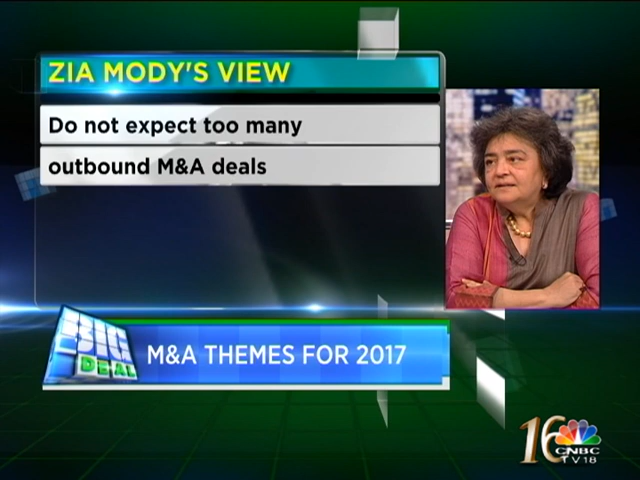 ZIA MODY'S VIEW
Do not expect too many
outbound M&A deals
BIG
DEAL
M&A THEMES FOR 2017
16
CNBC
TV18